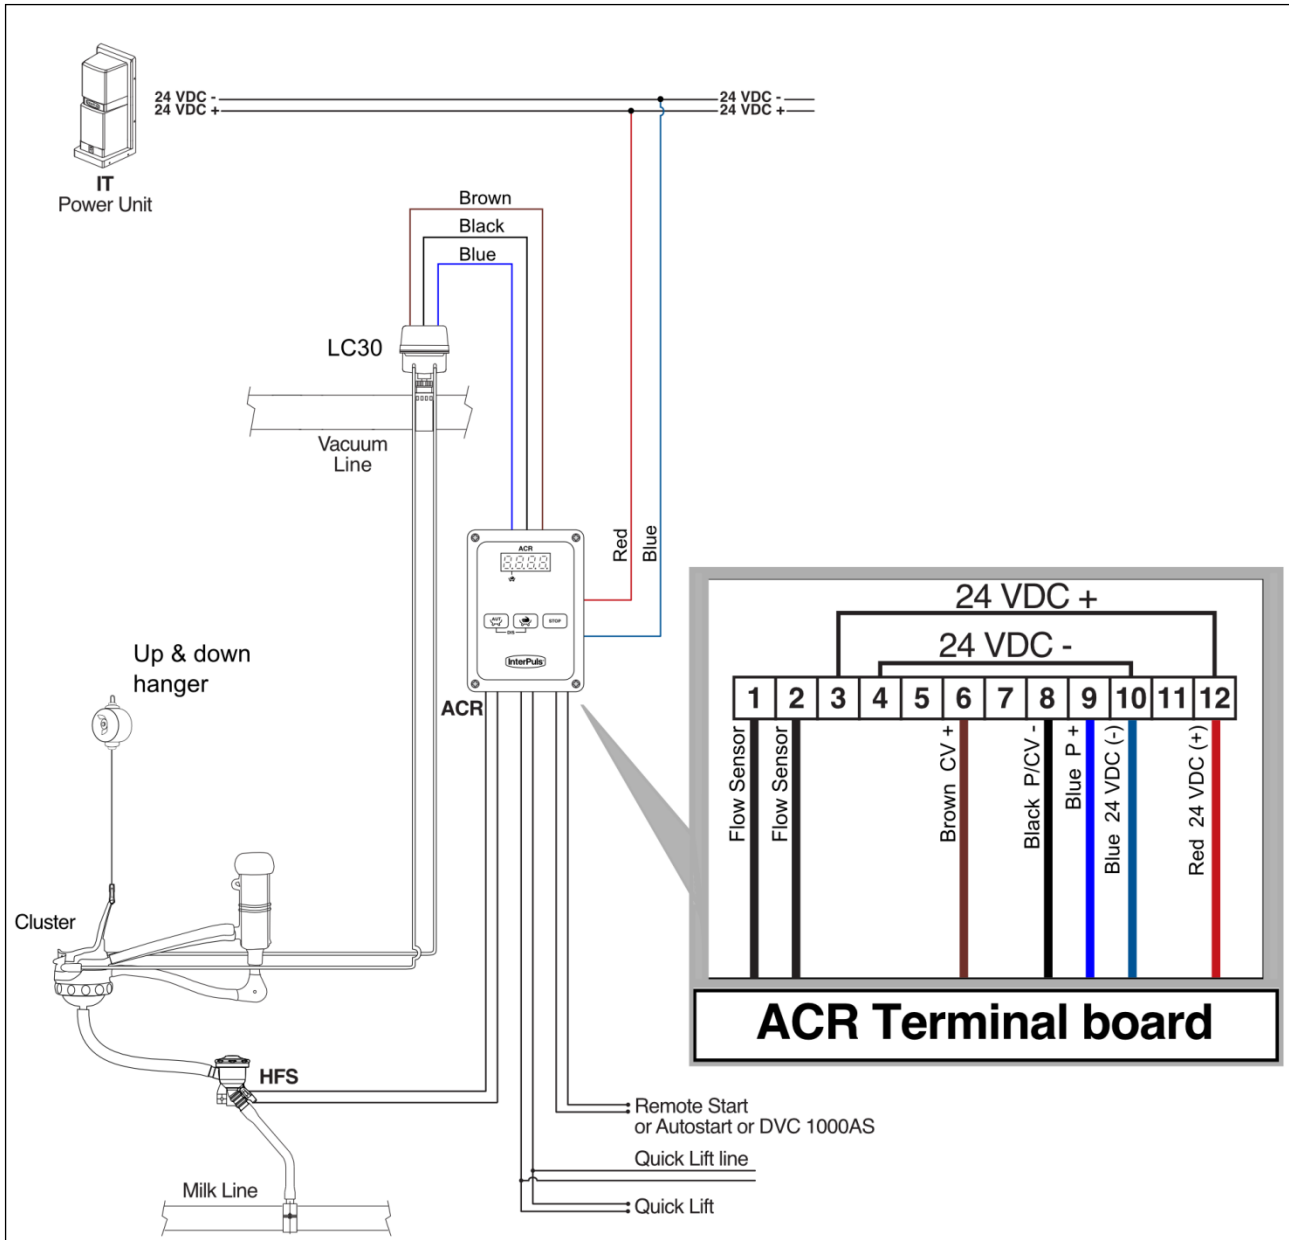 24 VDC -
24 VDC +
24 VDC -
24 VDC +
IT
Power Unit
Brown
Black
Blue
LC30
Vacuum
Line
Red
Blue
ACR
AUT
DIS
STOP
InterPuls
ACR
Up & down
hanger
Cluster
HFS
Milk Line
Remote Start
or Autostart or DVC 1000AS
Quick Lift line
Quick Lift
24 VDC +
24 VDC -
1 2 3 4 5 6 7 8 9 10 11 12
Flow Sensor
Flow Sensor
Brown CV +
Black P/CV -
Blue P +
Blue 24 VDC (-)
Red 24 VDC (+)
ACR Terminal board